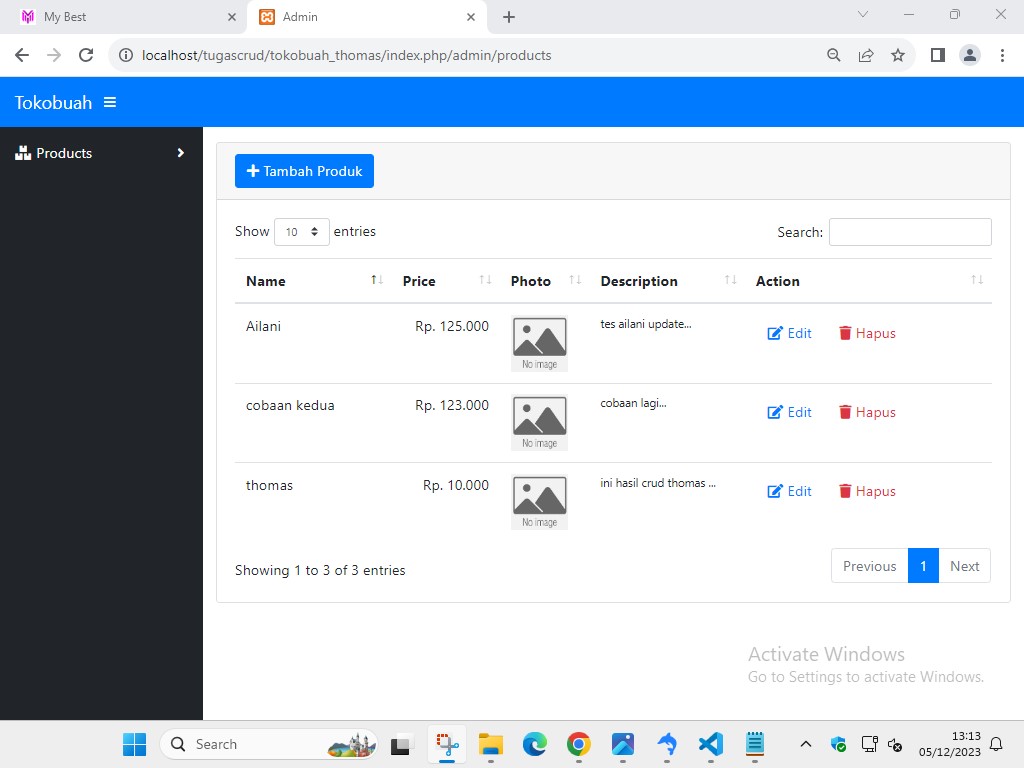 My Best
Admin
localhost/tugascrud/tokobuah_thomas/index.php/admin/products
Tokobuah
Products
Tambah Produk
Show 10 entries
Search:
Name Price Photo Description Action
Ailani Rp. 125.000 No image tes ailani update... Edit Hapus
cobaan kedua Rp. 123.000 No image cobaan lagi... Edit Hapus
thomas Rp. 10.000 No image ini hasil crud thomas ... Edit Hapus
Showing 1 to 3 of 3 entries
Previous 1 Next
Activate Windows
Go to Settings to activate Windows.
Search
13:13
05/12/2023